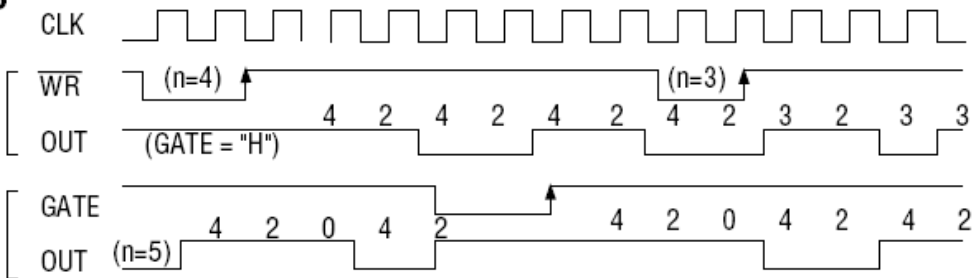 CLK
WR (n=4) (n=3)
4 2 4 2 4 2 4 2 3 2 3 3
OUT (GATE = "H")
GATE
4 2 0 4 2 4 2 0 4 2 4 2
OUT (n=5)